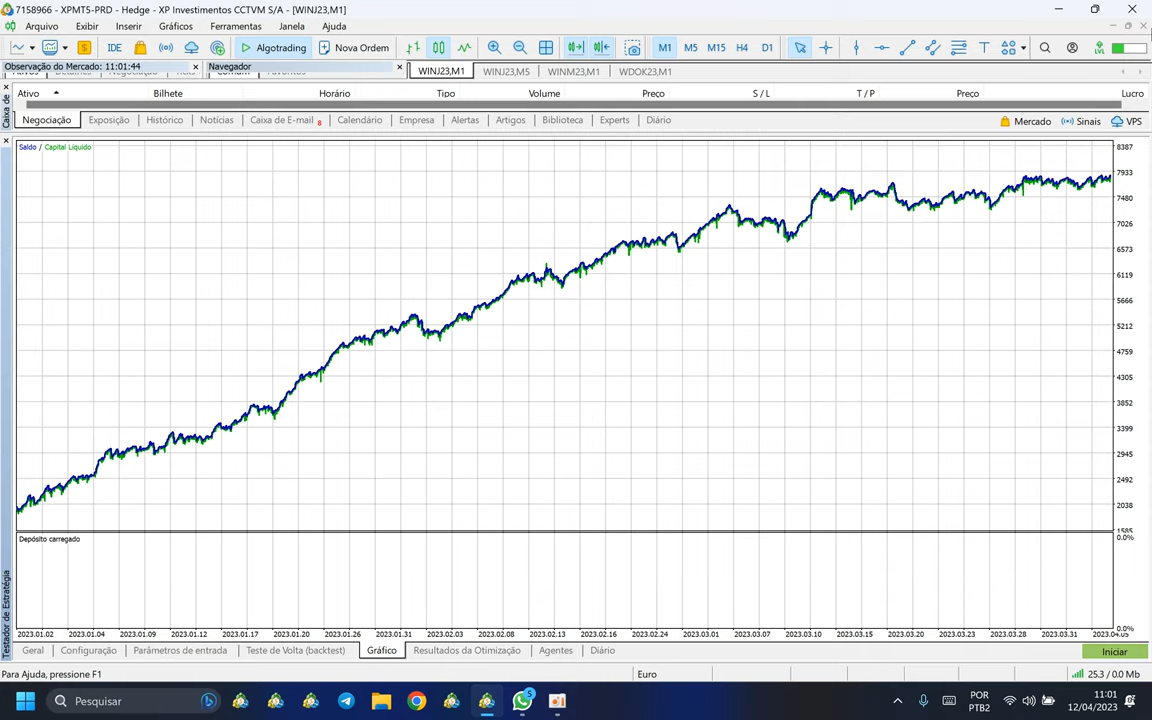 7158966 - XPMT5-PRD - Hedge - XP Investimentos CCTVM S/A - [WINJ23,M1]
Arquivo Exibir Inserir Gráficos Ferramentas Janela Ajuda
IDE Algotrading Nova Ordem M1 M5 M15 H4 D1 LVL
Observação do Mercado: 11:01:44 Navegador WINJ23,M1 WINJ23,M5 WINM23,M1 WDOK23,M1
Ativo Bilhete Horário Tipo Volume Preço S / L T / P Preço Lucro
Caixa de
Negociação Exposição Histórico Notícias Caixa de E-mail 8 Calendário Empresa Alertas Artigos Biblioteca Experts Diário Mercado Sinais VPS
Saldo / Capital Líquido
8387
7933
7480
7026
6573
6119
5666
5212
4759
4305
3852
3399
2945
2492
2038
1585
Depósito carregado
0.0%
0.0%
2023.01.02 2023.01.04 2023.01.09 2023.01.12 2023.01.17 2023.01.20 2023.01.26 2023.01.31 2023.02.03 2023.02.08 2023.02.13 2023.02.16 2023.02.24 2023.03.01 2023.03.07 2023.03.10 2023.03.15 2023.03.20 2023.03.23 2023.03.28 2023.03.31 2023.04.05
Testador de Estratégia
Geral Configuração Parâmetros de entrada Teste de Volta (backtest) Gráfico Resultados da Otimização Agentes Diário Iniciar
Para Ajuda, pressione F1 Euro 25.3 / 0.0 Mb
Pesquisar 5 POR PTB2 11:01 12/04/2023